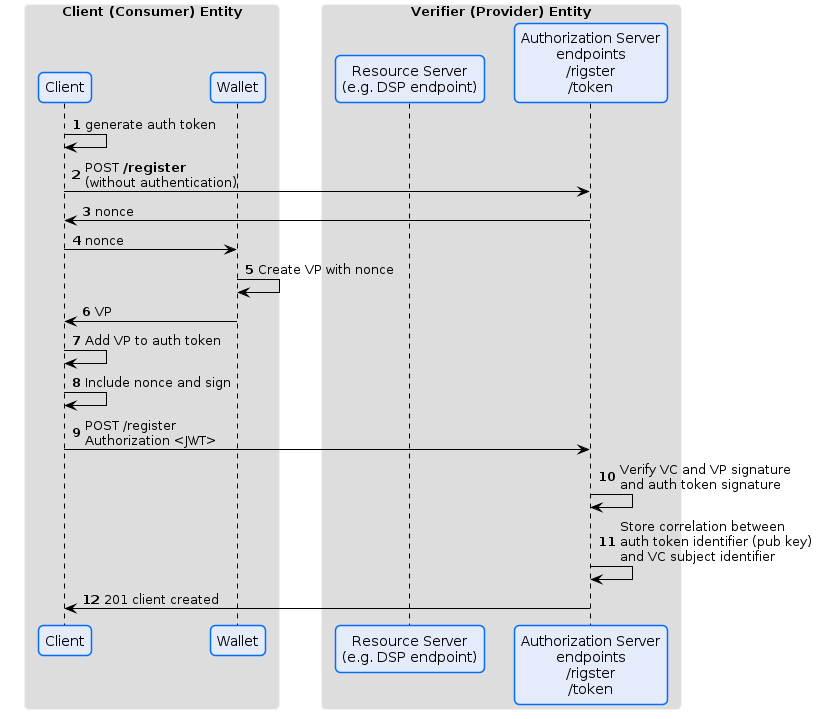 Client (Consumer) Entity
Verifier (Provider) Entity
Client
Wallet
Resource Server
(e.g. DSP endpoint)
Authorization Server
endpoints
/rigster
/token
1 generate auth token
2 POST /register
(without authentication)
3 nonce
4 nonce
5 Create VP with nonce
6 VP
7 Add VP to auth token
8 Include nonce and sign
9 POST /register
Authorization <JWT>
10 Verify VC and VP signature
and auth token signature
Store correlation between
11 auth token identifier (pub key)
and VC subject identifier
12 201 client created
Client
Wallet
Resource Server
(e.g. DSP endpoint)
Authorization Server
endpoints
/rigster
/token